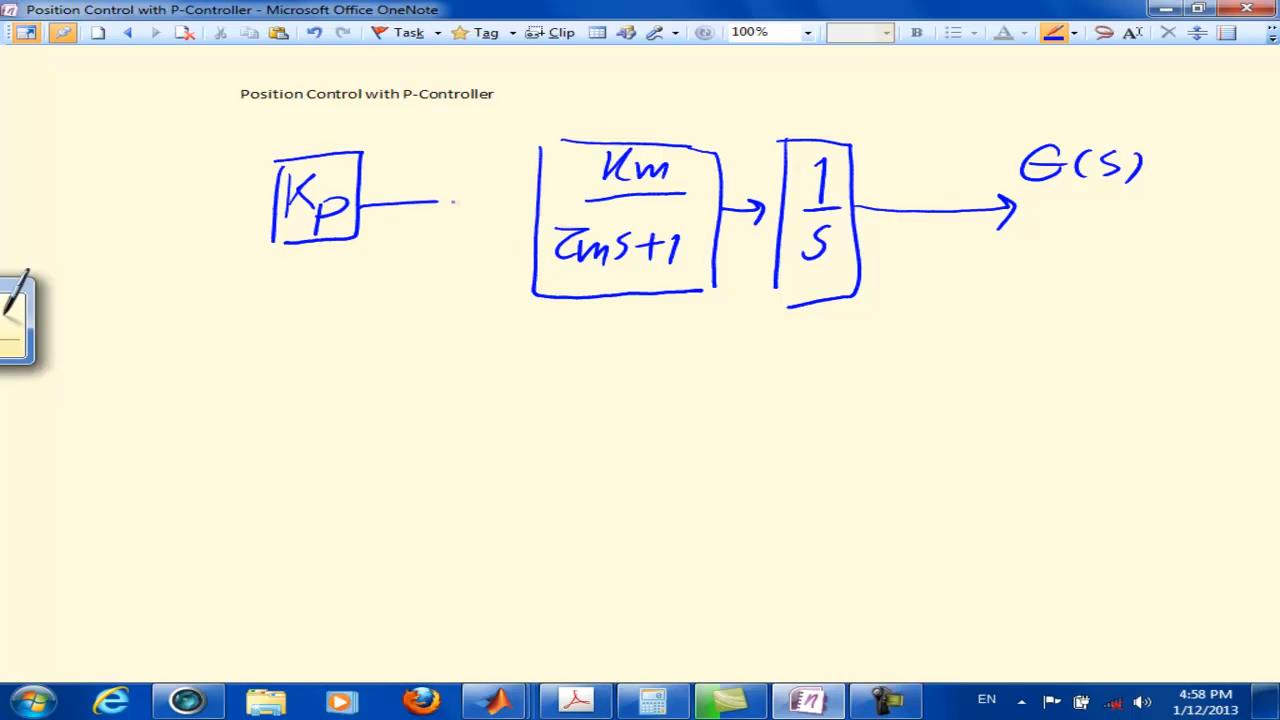 Position Control with P-Controller - Microsoft Office OneNote
Task Tag Clip 100% B A A
Position Control with P-Controller
Kp Km / τms+1 1 / s Θ(s)
EN 4:58 PM
1/12/2013